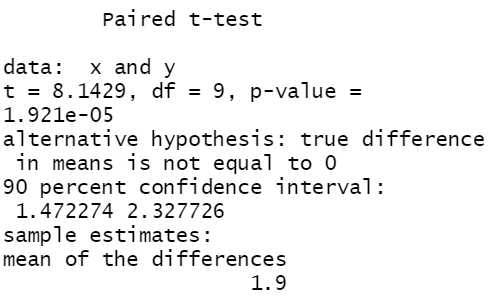 Paired t-test
data:  x and y
t = 8.1429, df = 9, p-value =
1.921e-05
alternative hypothesis: true difference
 in means is not equal to 0
90 percent confidence interval:
 1.472274 2.327726
sample estimates:
mean of the differences
1.9